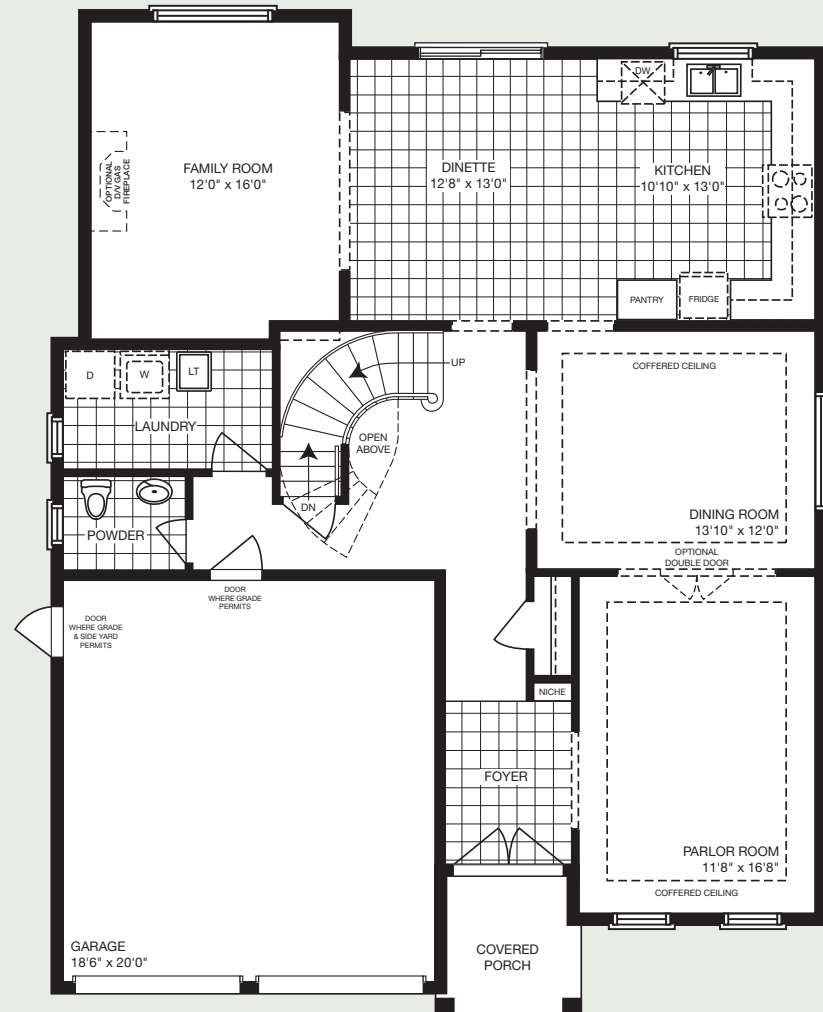 FAMILY ROOM
12'0" x 16'0"
OPTIONAL
D/V GAS
FIREPLACE
DINETTE
12'8" x 13'0"
DW
KITCHEN
10'10" x 13'0"
PANTRY
FRIDGE
D
W
LT
LAUNDRY
UP
OPEN
ABOVE
DN
POWDER
COFFERED CEILING
DINING ROOM
13'10" x 12'0"
OPTIONAL
DOUBLE DOOR
DOOR
WHERE GRADE
PERMITS
DOOR
WHERE GRADE
& SIDE YARD
PERMITS
NICHE
FOYER
PARLOR ROOM
11'8" x 16'8"
COFFERED CEILING
GARAGE
18'6" x 20'0"
COVERED
PORCH